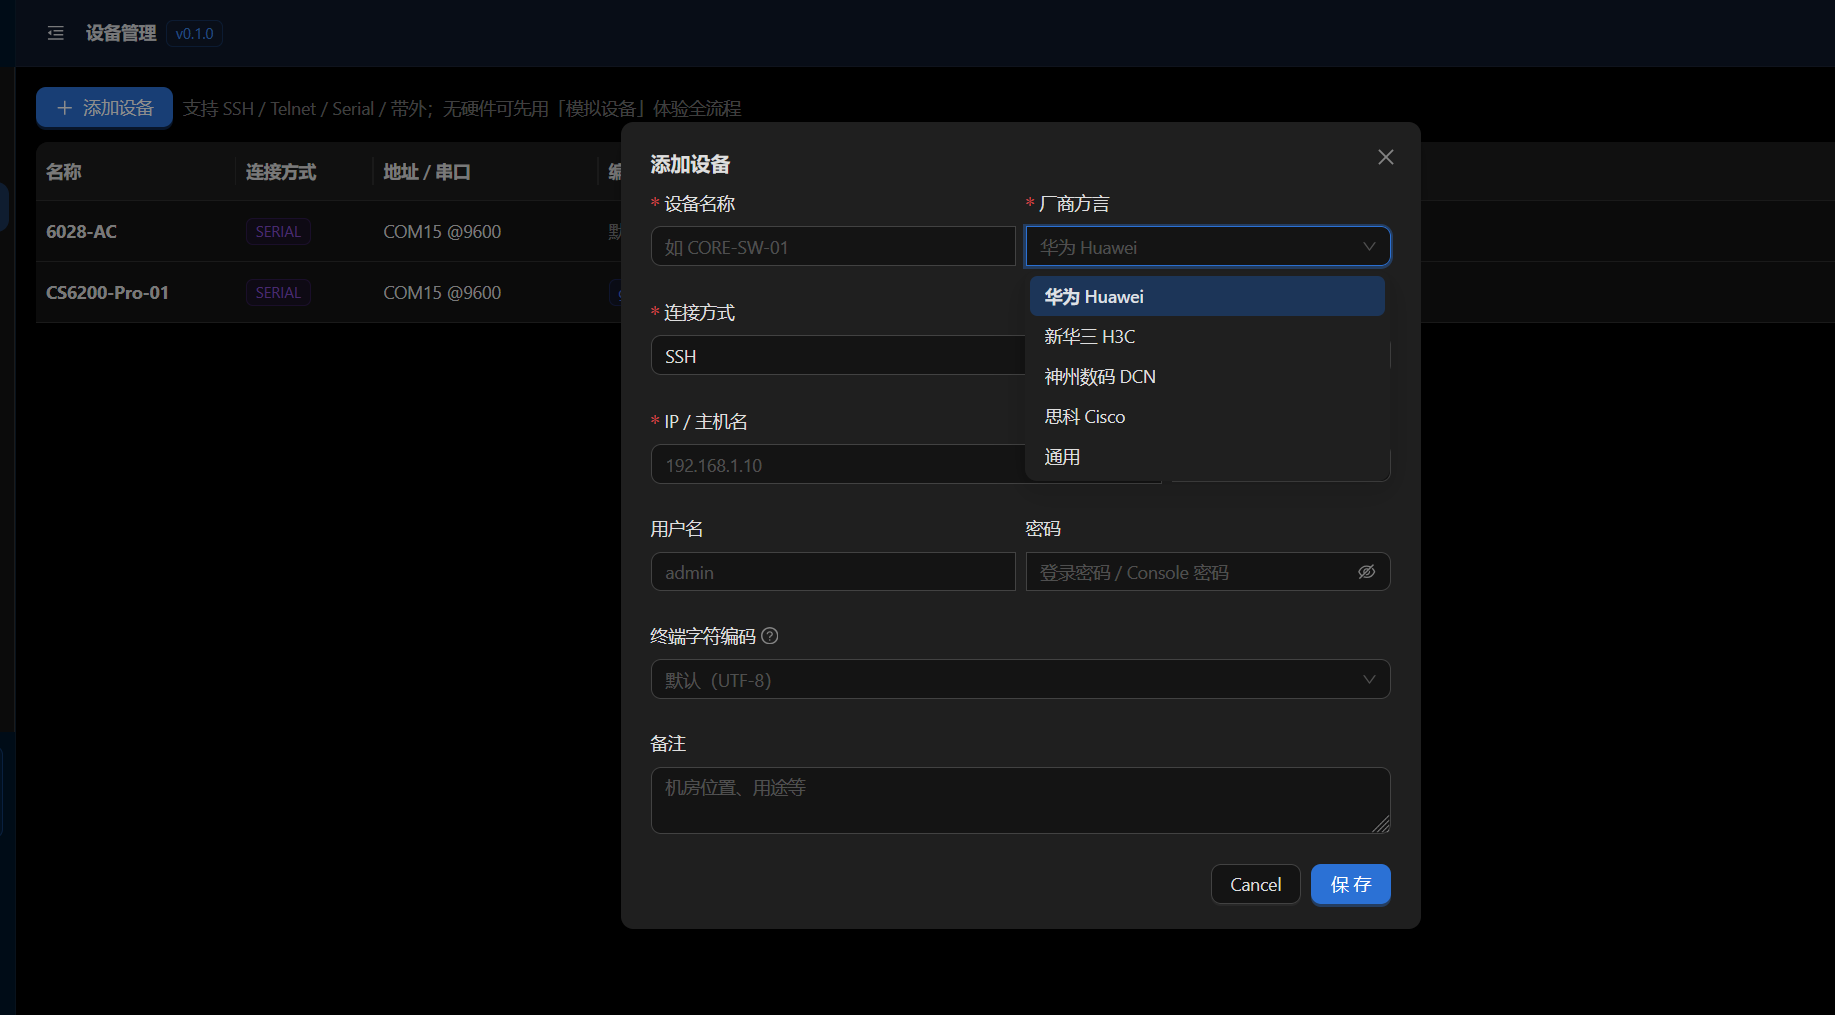 设备管理 v0.1.0
添加设备 支持 SSH / Telnet / Serial / 带外；无硬件可先用「模拟设备」体验全流程
名称 连接方式 地址 / 串口
6028-AC SERIAL COM15 @9600
CS6200-Pro-01 SERIAL COM15 @9600
添加设备
* 设备名称 * 厂商方言
如 CORE-SW-01 华为 Huawei
华为 Huawei
新华三 H3C
神州数码 DCN
思科 Cisco
通用
* 连接方式
SSH
* IP / 主机名
192.168.1.10
用户名 密码
admin 登录密码 / Console 密码
终端字符编码
默认（UTF-8）
备注
机房位置、用途等
Cancel 保存